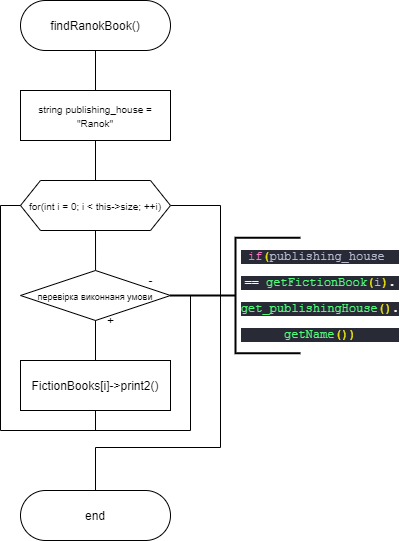 findRanokBook()
string publishing_house =
"Ranok"
for(int i = 0; i < this->size; ++i)
-
if(publishing_house
== getFictionBook(i).
get_publishingHouse().
getName())
перевірка виконнаня умови
+
FictionBooks[i]->print2()
end